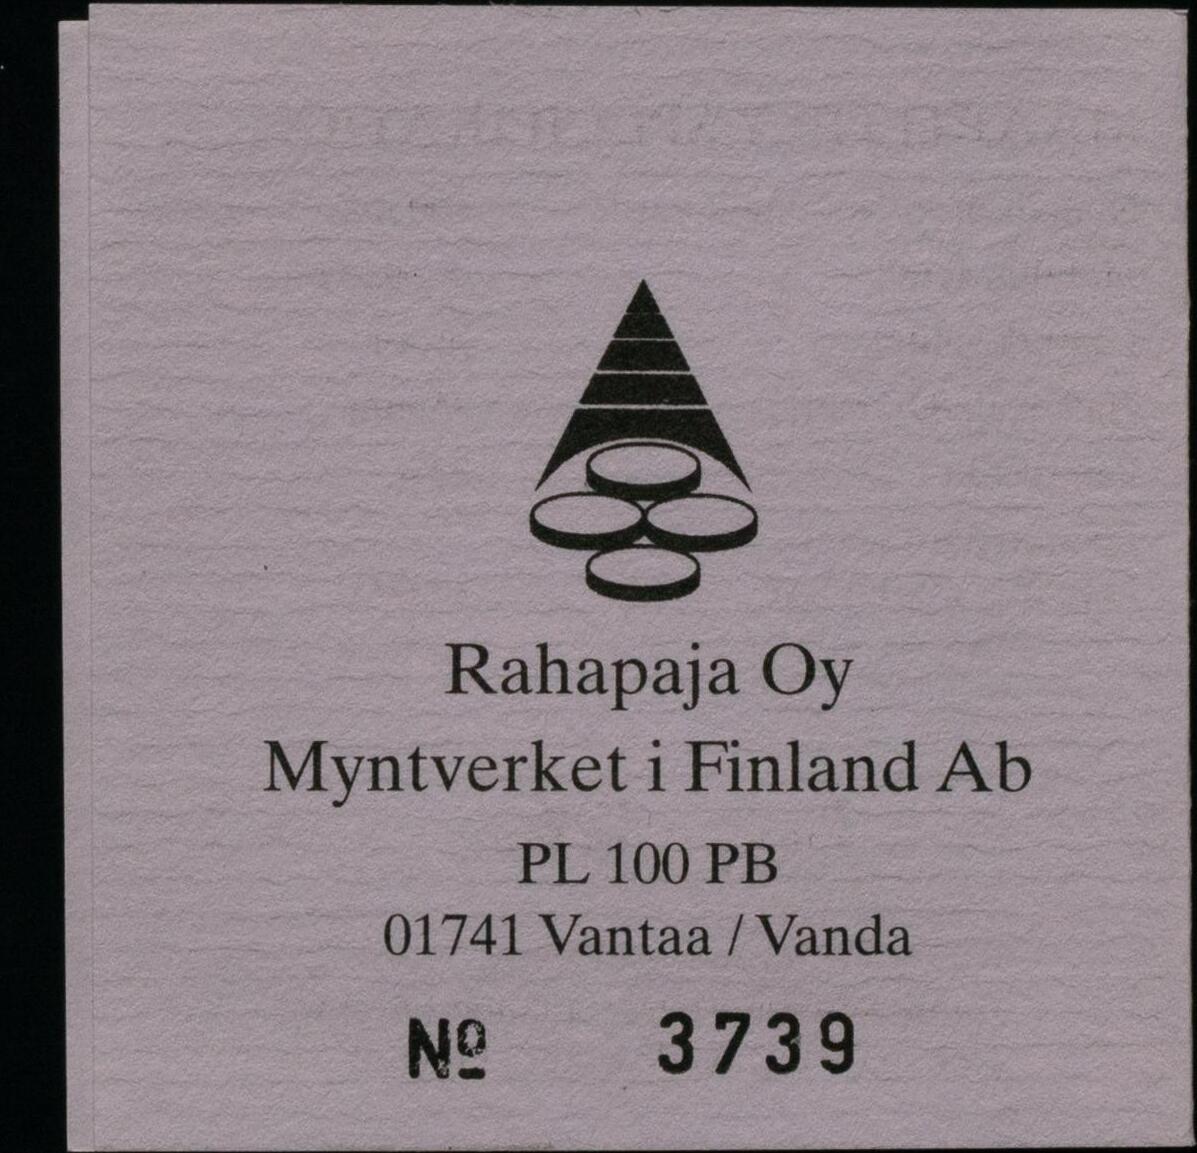 Rahapaja Oy
Myntverket i Finland Ab
PL 100 PB
01741 Vantaa / Vanda
Nº 3739